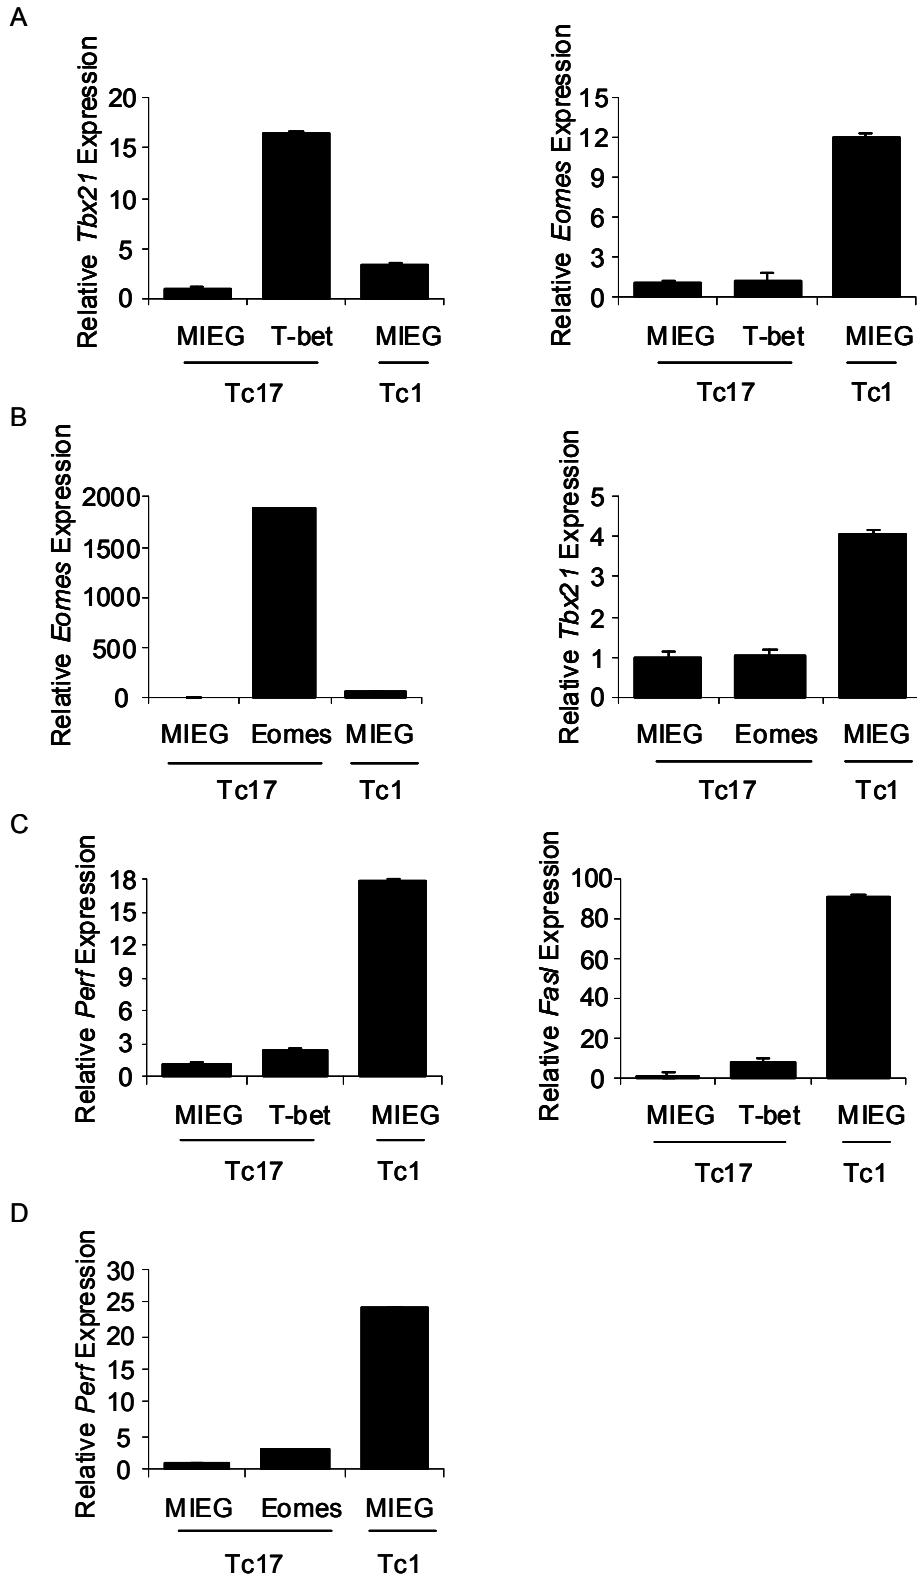 A
Relative Tbx21 Expression
20
15
10
5
0
MIEG T-bet MIEG
Tc17 Tc1
Relative Eomes Expression
15
12
9
6
3
0
MIEG T-bet MIEG
Tc17 Tc1
B
Relative Eomes Expression
2000
1500
1000
500
0
MIEG Eomes MIEG
Tc17 Tc1
Relative Tbx21 Expression
5
4
3
2
1
0
MIEG Eomes MIEG
Tc17 Tc1
C
Relative Perf Expression
18
15
12
9
6
3
0
MIEG T-bet MIEG
Tc17 Tc1
Relative Fasl Expression
100
80
60
40
20
0
MIEG T-bet MIEG
Tc17 Tc1
D
Relative Perf Expression
30
25
20
15
10
5
0
MIEG Eomes MIEG
Tc17 Tc1